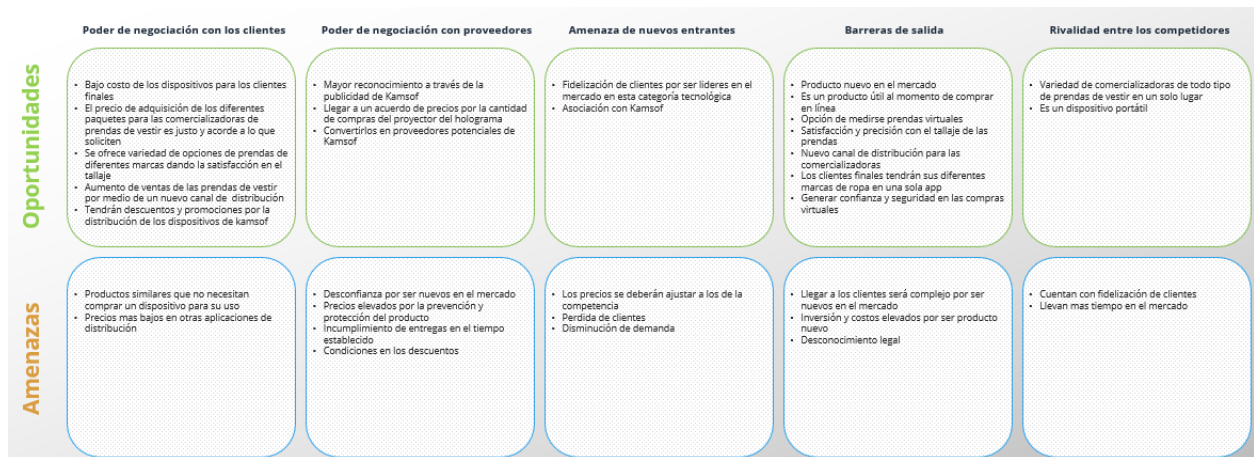 Poder de negociación con los clientes
Poder de negociación con proveedores
Amenaza de nuevos entrantes
Barreras de salida
Rivalidad entre los competidores
Oportunidades
• Bajo costo de los dispositivos para los clientes
finales
• El precio de adquisición de los diferentes
paquetes para las comercializadoras de
prendas de vestir es justo y acorde a lo que
soliciten
• Se ofrece variedad de opciones de prendas de
diferentes marcas dando la satisfacción en el
tallaje
• Aumento de ventas de las prendas de vestir
por medio de un nuevo canal de distribución
• Tendrán descuentos y promociones por la
distribución de los dispositivos de kamsof
• Mayor reconocimiento a través de la
publicidad de Kamsof
• Llegar a un acuerdo de precios por la cantidad
de compras del proyector del holograma
• Convertirlos en proveedores potenciales de
Kamsof
• Fidelización de clientes por ser lideres en el
mercado en esta categoría tecnológica
• Asociación con Kamsof
• Producto nuevo en el mercado
• Es un producto útil al momento de comprar
en línea
• Opción de medirse prendas virtuales
• Satisfacción y precisión con el tallaje de las
prendas
• Nuevo canal de distribución para las
comercializadoras
• Los clientes finales tendrán sus diferentes
marcas de ropa en una sola app
• Generar confianza y seguridad en las compras
virtuales
• Variedad de comercializadoras de todo tipo
de prendas de vestir en un solo lugar
• Es un dispositivo portátil
Amenazas
• Productos similares que no necesitan
comprar un dispositivo para su uso
• Precios mas bajos en otras aplicaciones de
distribución
• Desconfianza por ser nuevos en el mercado
• Precios elevados por la prevención y
protección del producto
• Incumplimiento de entregas en el tiempo
establecido
• Condiciones en los descuentos
• Los precios se deberán ajustar a los de la
competencia
• Perdida de clientes
• Disminución de demanda
• Llegar a los clientes será complejo por ser
nuevos en el mercado
• Inversión y costos elevados por ser producto
nuevo
• Desconocimiento legal
• Cuentan con fidelización de clientes
• Llevan mas tiempo en el mercado